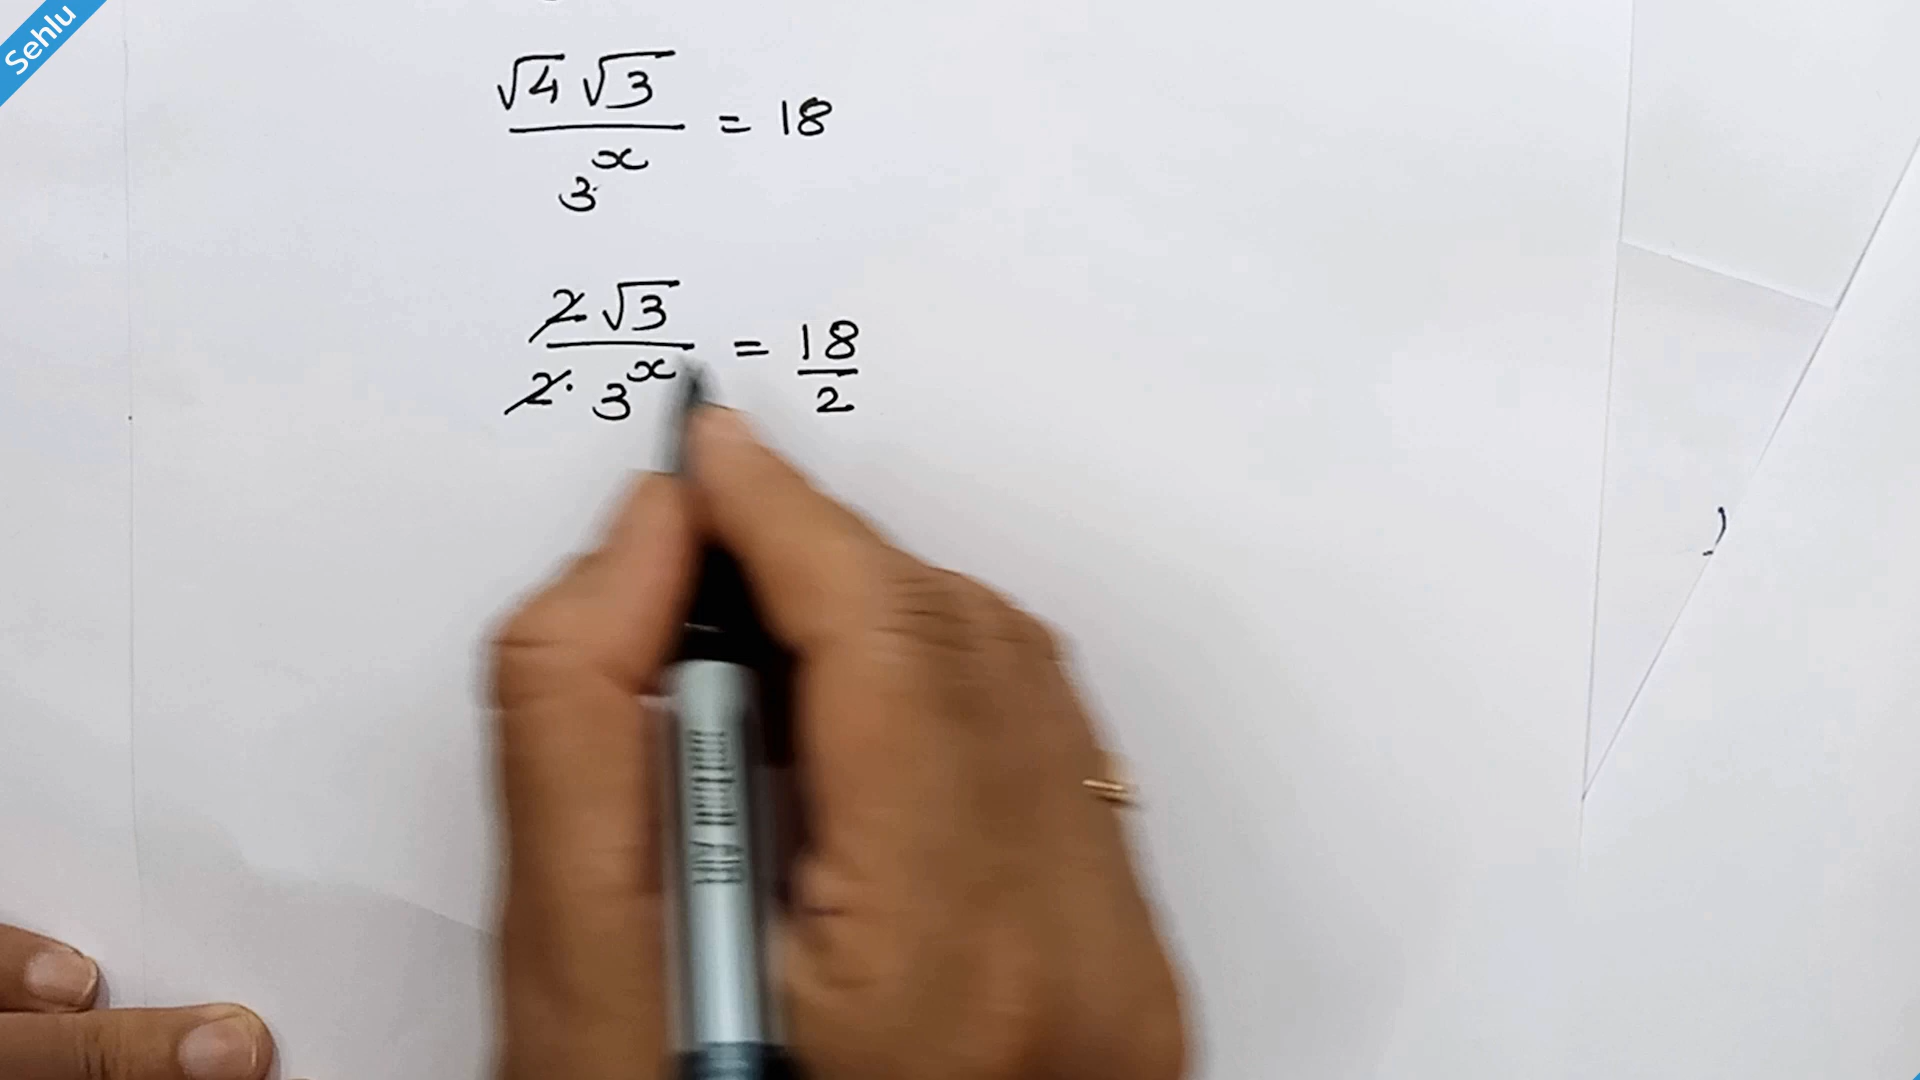 Sehlu
√4 √3 / 3^x = 18
2√3 / 2·3^x = 18/2